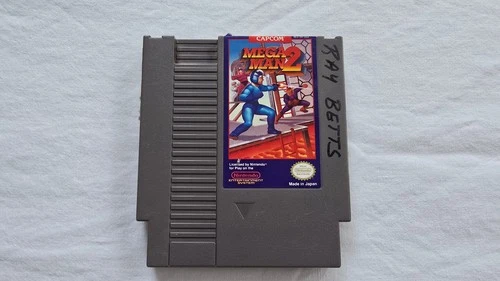 CAPCOM
MEGA
MAN 2
Licensed by Nintendo
for Play on the
Nintendo
ENTERTAINMENT
SYSTEM
Made in Japan
RAY BETTS